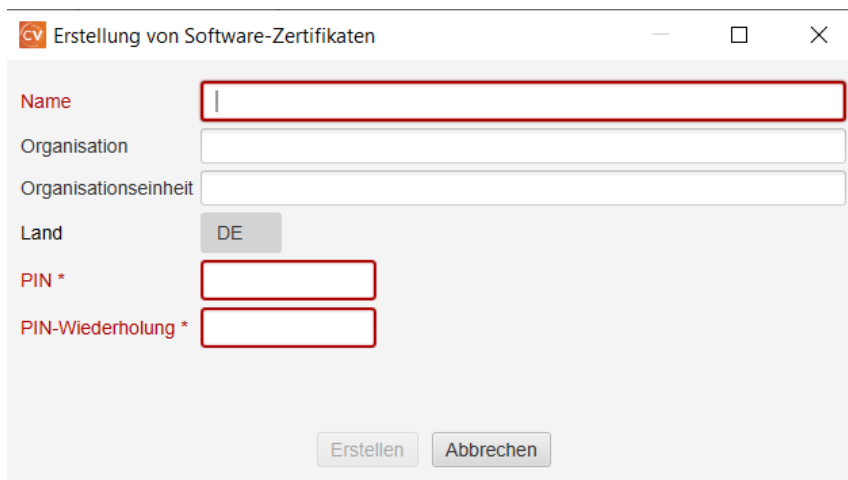 CV Erstellung von Software-Zertifikaten
Name
Organisation
Organisationseinheit
Land DE
PIN *
PIN-Wiederholung *
Erstellen Abbrechen